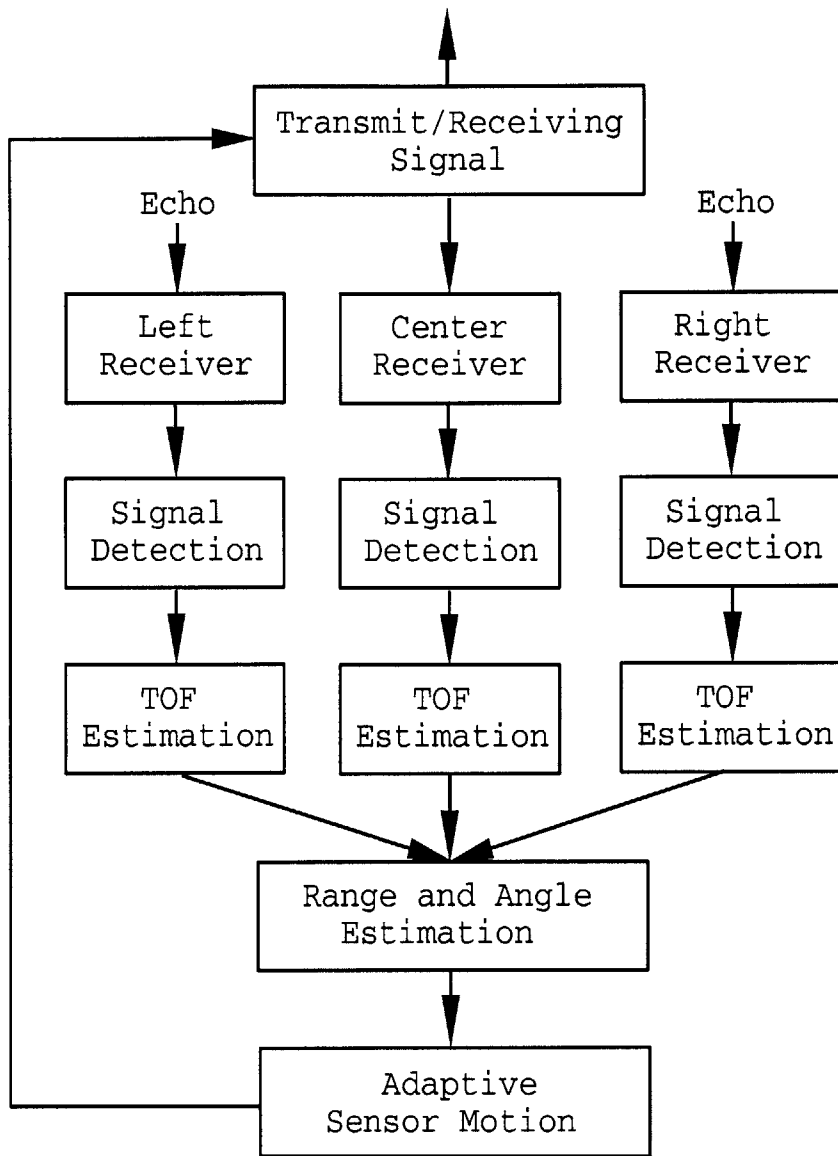 Transmit/Receiving
Signal
Echo
Echo
Left
Receiver
Center
Receiver
Right
Receiver
Signal
Detection
Signal
Detection
Signal
Detection
TOF
Estimation
TOF
Estimation
TOF
Estimation
Range and Angle
Estimation
Adaptive
Sensor Motion